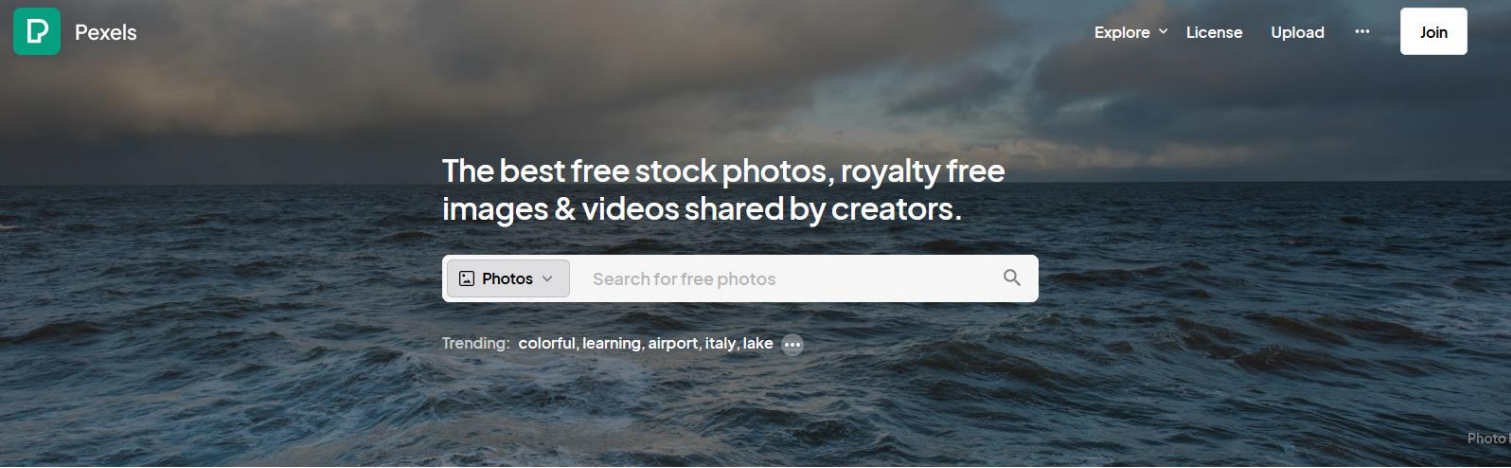 Pexels
Explore License Upload ... Join
The best free stock photos, royalty free
images & videos shared by creators.
Photos Search for free photos
Trending: colorful, learning, airport, italy, lake ...
Photo